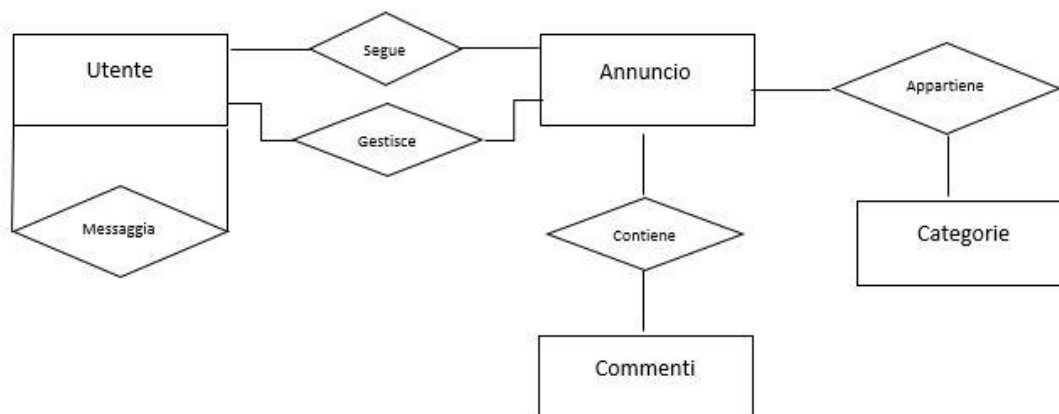 Utente
Segue
Annuncio
Appartiene
Gestisce
Messaggia
Contiene
Categorie
Commenti